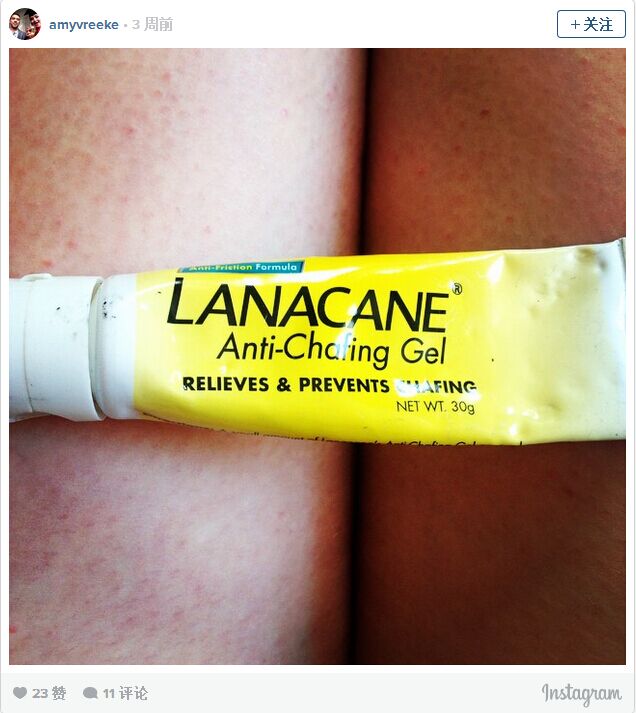 amyvreeke • 3 周前
+ 关注
Anti-Friction Formula
LANACANE®
Anti-Chafing Gel
RELIEVES & PREVENTS CHAFING
NET WT. 30g
23 赞 11 评论
Instagram